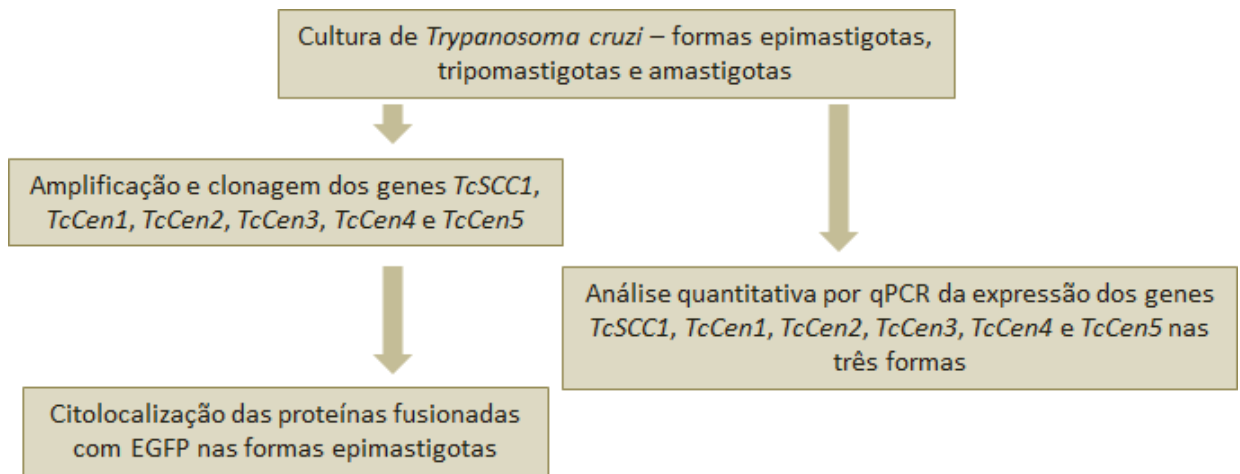 Cultura de Trypanosoma cruzi – formas epimastigotas,
tripomastigotas e amastigotas
Amplificação e clonagem dos genes TcSCC1,
TcCen1, TcCen2, TcCen3, TcCen4 e TcCen5
Análise quantitativa por qPCR da expressão dos genes
TcSCC1, TcCen1, TcCen2, TcCen3, TcCen4 e TcCen5 nas
três formas
Citolocalização das proteínas fusionadas
com EGFP nas formas epimastigotas